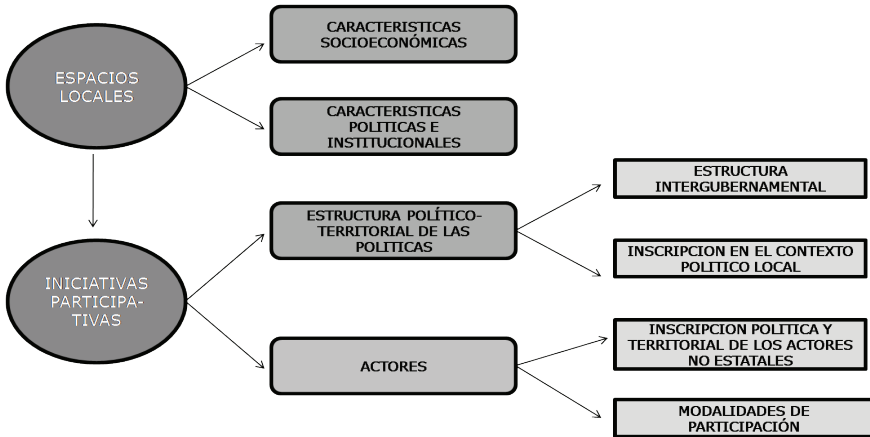 ESPACIOS
LOCALES
CARACTERISTICAS
SOCIOECONÓMICAS
CARACTERISTICAS
POLITICAS E
INSTITUCIONALES
INICIATIVAS
PARTICIPA-
TIVAS
ESTRUCTURA POLÍTICO-
TERRITORIAL DE LAS
POLITICAS
ACTORES
ESTRUCTURA
INTERGUBERNAMENTAL
INSCRIPCION EN EL CONTEXTO
POLITICO LOCAL
INSCRIPCION POLITICA Y
TERRITORIAL DE LOS ACTORES
NO ESTATALES
MODALIDADES DE
PARTICIPACIÓN